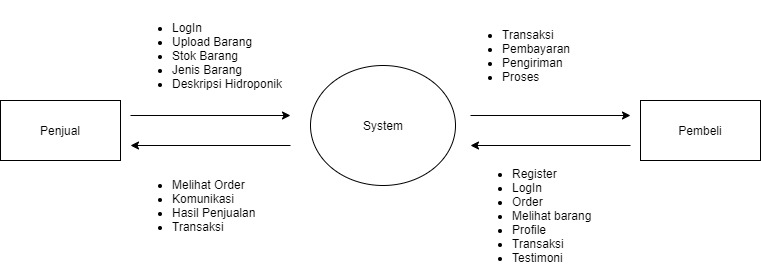 LogIn
Upload Barang
Stok Barang
Jenis Barang
Deskripsi Hidroponik
Transaksi
Pembayaran
Pengiriman
Proses
Penjual
System
Pembeli
Melihat Order
Komunikasi
Hasil Penjualan
Transaksi
Register
LogIn
Order
Melihat barang
Profile
Transaksi
Testimoni